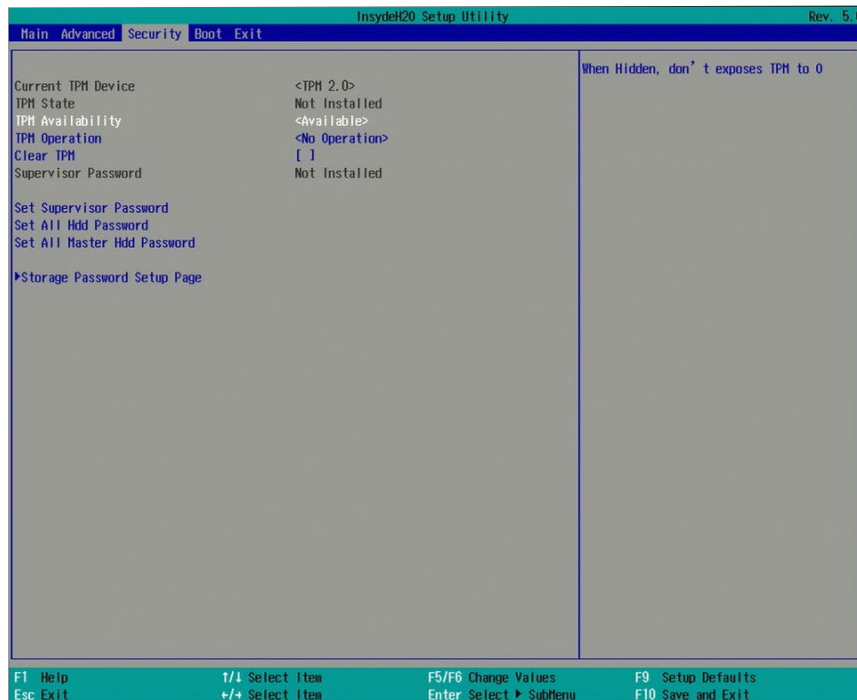 InsydeH20 Setup Utility Rev. 5.
Main Advanced Security Boot Exit
When Hidden, don't exposes TPM to 0
Current TPM Device <TPM 2.0>
TPM State Not Installed
TPM Availability <Available>
TPM Operation <No Operation>
Clear TPM [ ]
Supervisor Password Not Installed
Set Supervisor Password
Set All Hdd Password
Set All Master Hdd Password
▶Storage Password Setup Page
F1 Help ↑/↓ Select Item F5/F6 Change Values F9 Setup Defaults
Esc Exit ←/→ Select Item Enter Select ▶ SubMenu F10 Save and Exit